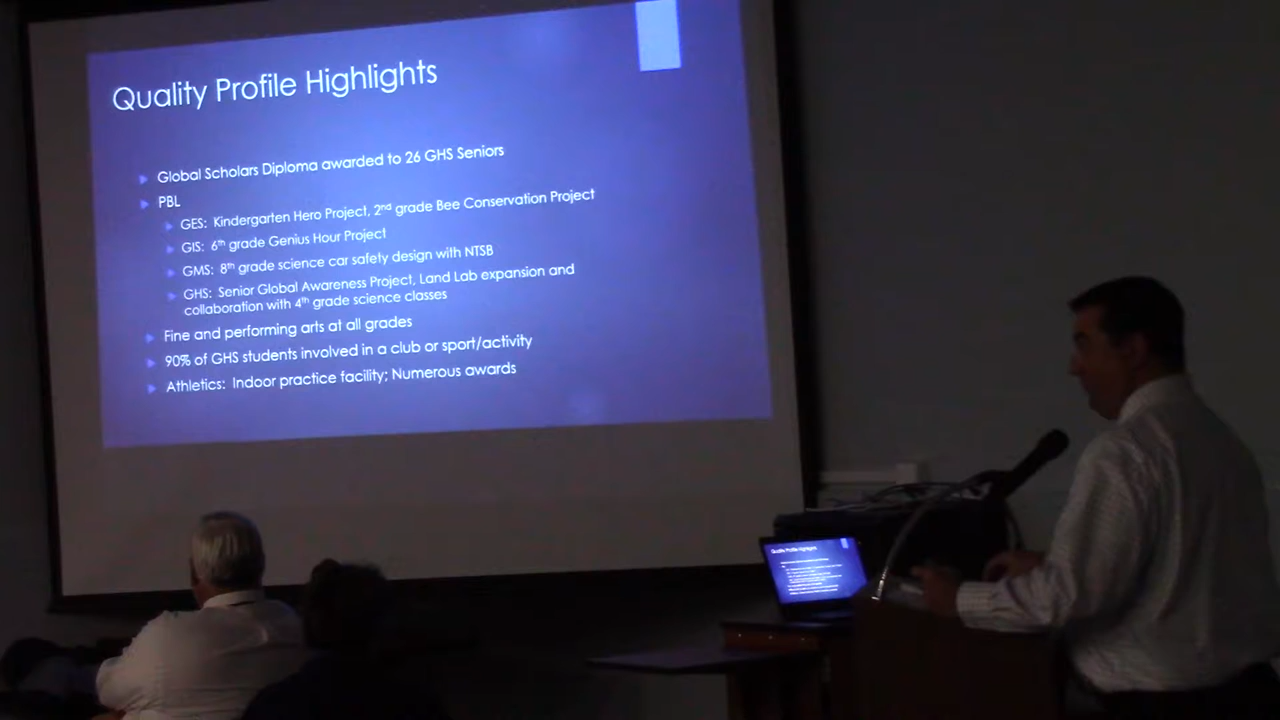 Quality Profile Highlights
Global Scholars Diploma awarded to 26 GHS Seniors
PBL
GES: Kindergarten Hero Project, 2nd grade Bee Conservation Project
GIS: 6th grade Genius Hour Project
GMS: 8th grade science car safety design with NTSB
GHS: Senior Global Awareness Project, Land Lab expansion and
collaboration with 4th grade science classes
Fine and performing arts at all grades
90% of GHS students involved in a club or sport/activity
Athletics: Indoor practice facility; Numerous awards
Quality Profile Highlights